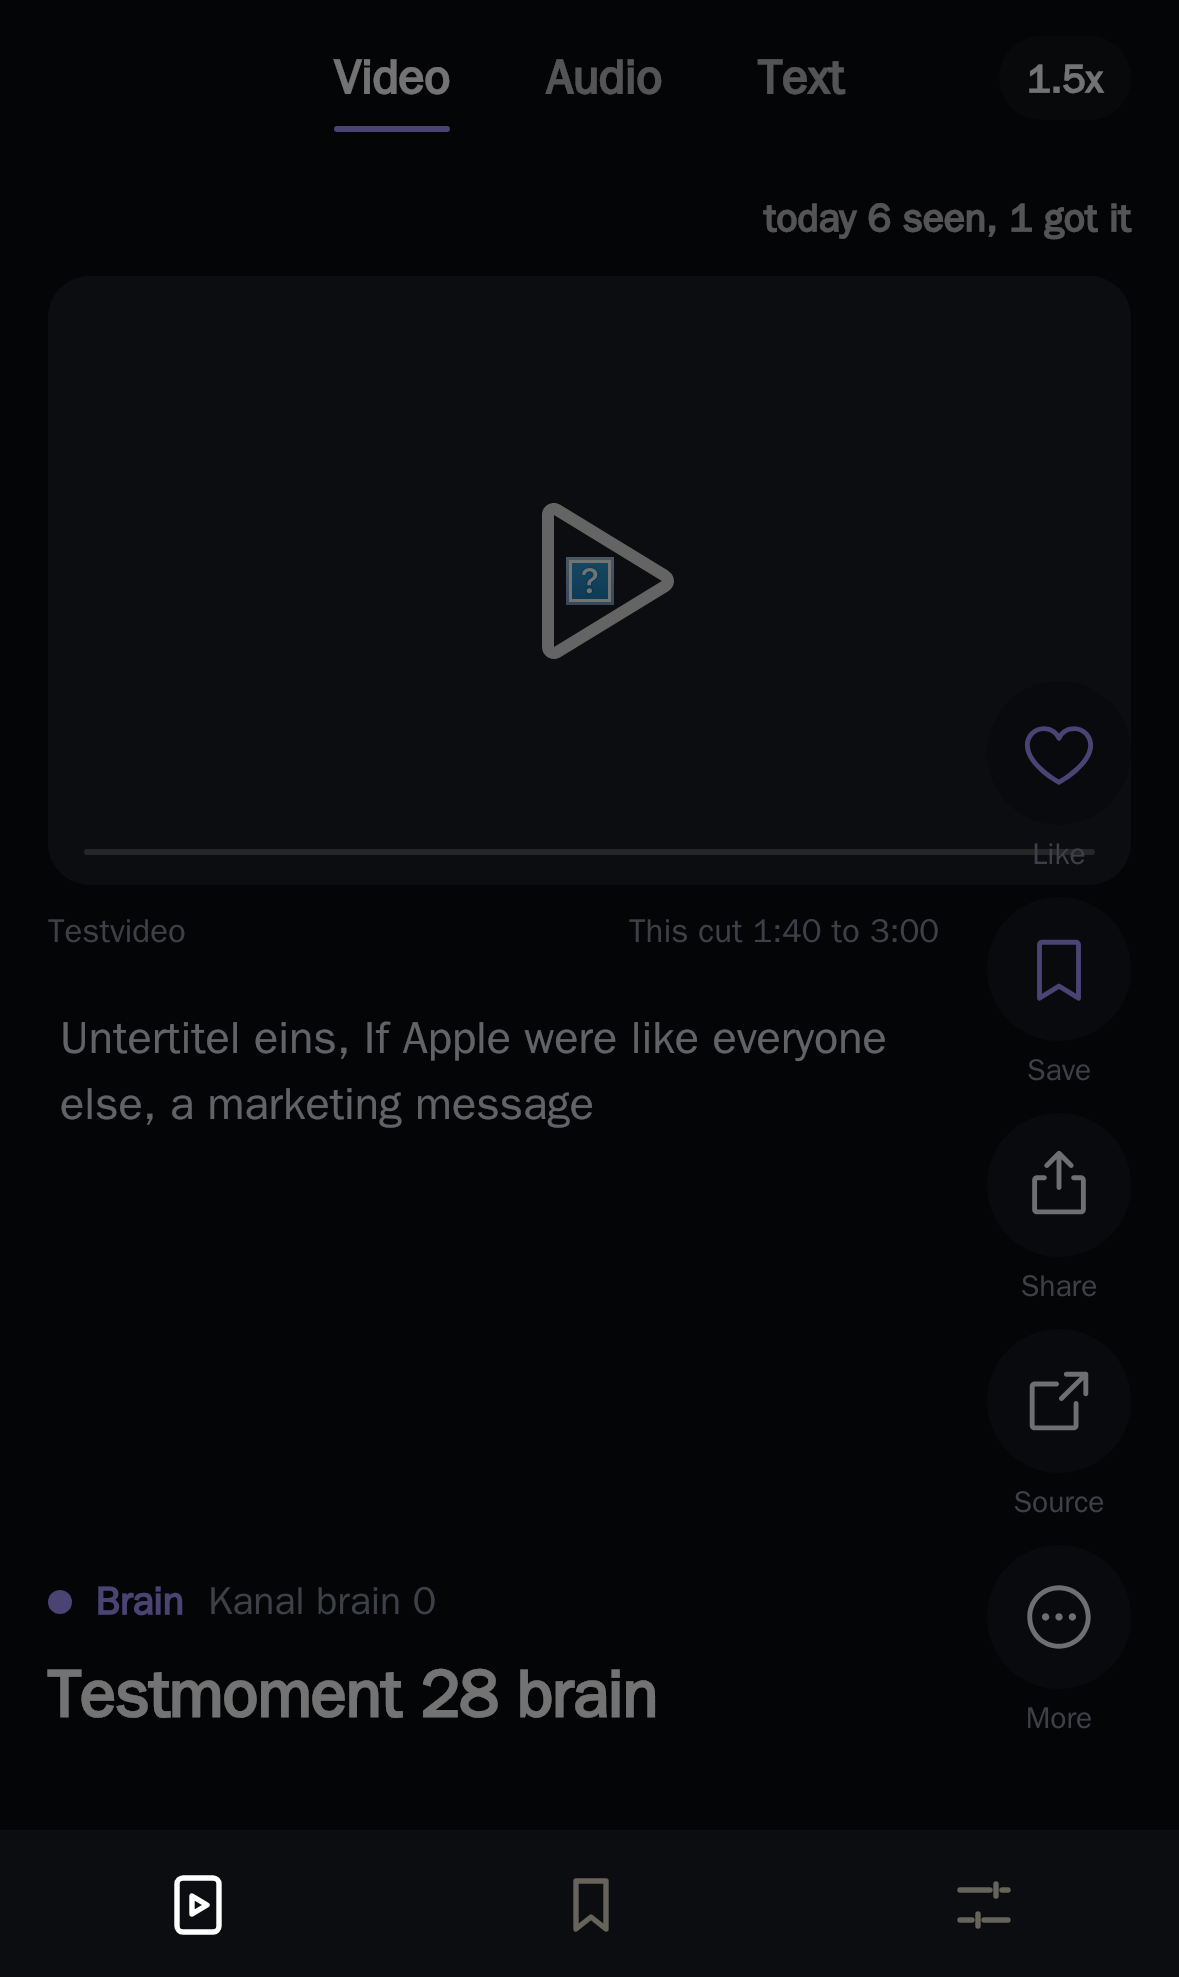 Video Audio Text 1.5x
today 6 seen, 1 got it
?
Like
Testvideo This cut 1:40 to 3:00
Untertitel eins, If Apple were like everyone
else, a marketing message
Save
Share
Source
Brain Kanal brain 0
Testmoment 28 brain
More